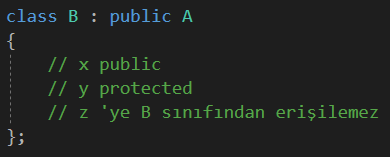 class B : public A
{
// x public
// y protected
// z 'ye B sınıfından erişilemez
};